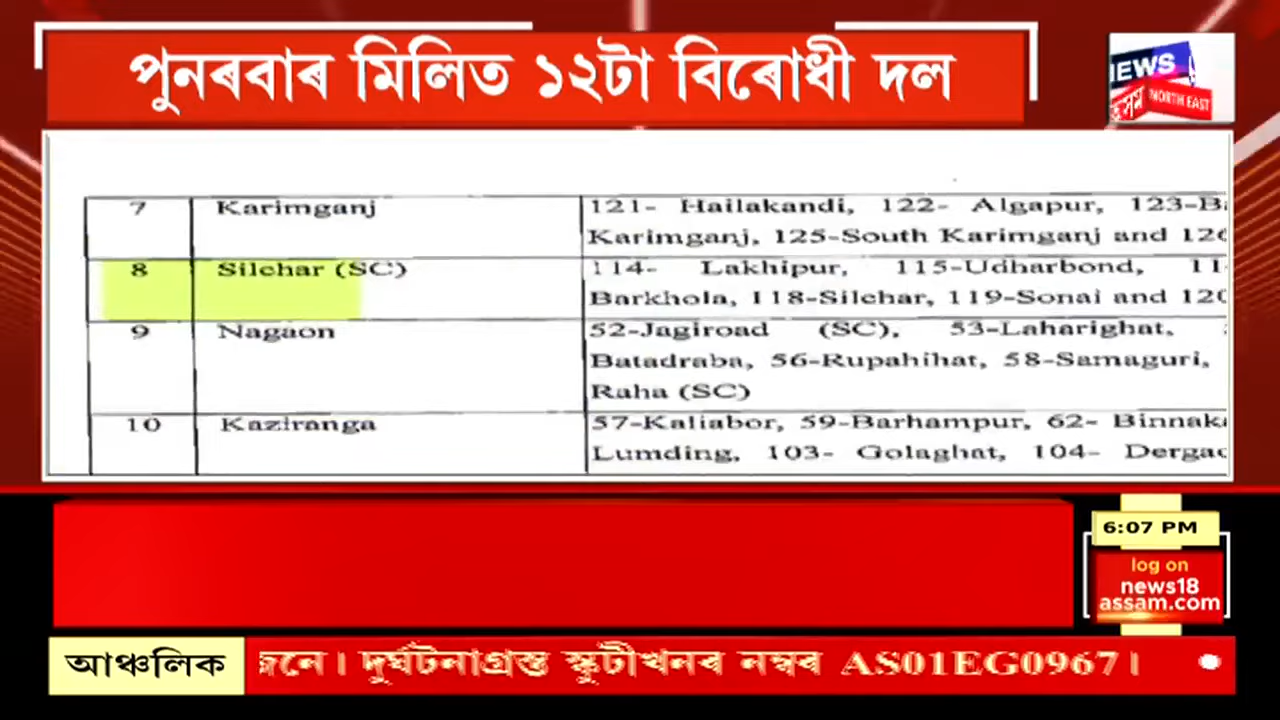 পুনৰবাৰ মিলিত ১২টা বিৰোধী দল
NEWS
অসম NORTH EAST
7 Karimganj 121- Hailakandi, 122- Algapur, 
Karimganj, 125-South Karimganj and
8 Silchar (SC) 114- Lakhipur, 115-Udharbond,
Barkhola, 118-Silchar, 119-Sonai and 120
9 Nagaon 52-Jagiroad (SC), 53-Laharighat,
Batadraba, 56-Rupahihat, 58-Samaguri,
Raha (SC)
10 Kaziranga 57-Kaliabor, 59-Barhampur, 62-
Lumding, 103- Golaghat, 104-
6:07 PM
log on
news18
assam.com
আঞ্চলিক জনে। দুৰ্ঘটনাগ্ৰস্ত স্কুটীখনৰ নম্বৰ AS01EG0967।